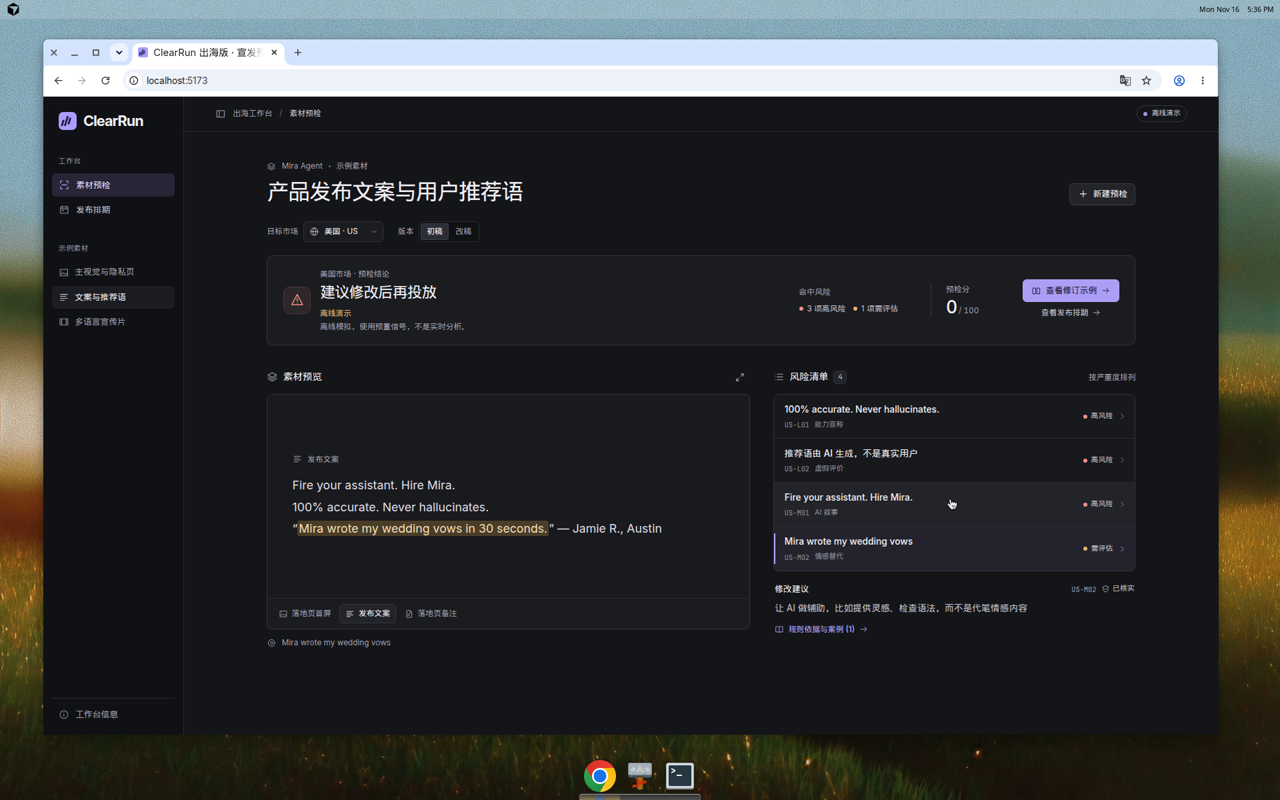 Mon Nov 16 5:36 PM
ClearRun 出海版 · 宣发预
localhost:5173
ClearRun
出海工作台 / 素材预检
离线演示
工作台
素材预检
发布排期
示例素材
主视觉与隐私页
文案与推荐语
多语言宣传片
工作台信息
Mira Agent · 示例素材
产品发布文案与用户推荐语
新建预检
目标市场
美国 · US
版本
初稿
改稿
美国市场 · 预检结论
建议修改后再投放
离线演示
离线模拟，使用预置信号，不是实时分析。
命中风险
3 项高风险
1 项需评估
预检分
0 / 100
查看修订示例 →
查看发布排期 →
素材预览
发布文案
Fire your assistant. Hire Mira.
100% accurate. Never hallucinates.
“Mira wrote my wedding vows in 30 seconds.” — Jamie R., Austin
落地页首屏
发布文案
落地页备注
Mira wrote my wedding vows
风险清单 4
按严重度排列
100% accurate. Never hallucinates.
US-L01 能力宣称
高风险
推荐语由 AI 生成，不是真实用户
US-L02 虚假评价
高风险
Fire your assistant. Hire Mira.
US-M01 AI 叙事
高风险
Mira wrote my wedding vows
US-M02 情感替代
需评估
修改建议
US-M02 已核实
让 AI 做辅助，比如提供灵感、检查语法，而不是代笔情感内容
规则依据与案例 (1) →